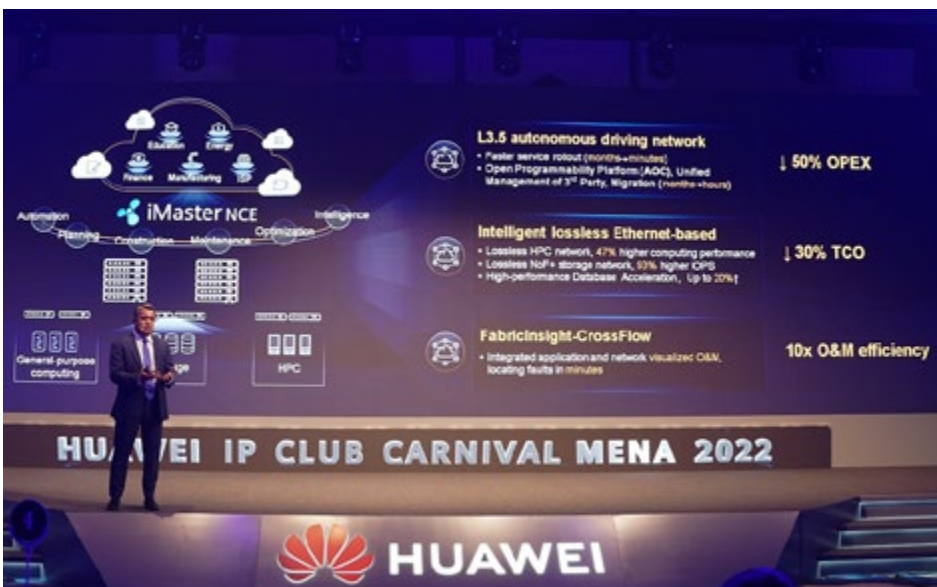 Education
Energy
Finance
Manufacturing
ISP
iMaster NCE
Automation
Planning
Construction
Maintenance
Optimization
Intelligence
General-purpose
computing
HPC
L3.5 autonomous driving network
• Faster service rollout (months→minutes)
• Open Programmability Platform (AOC), Unified
Management of 3rd Party, Migration (months→hours)
↓ 50% OPEX
Intelligent lossless Ethernet-based
• Lossless HPC network, 47% higher computing performance
• Lossless NoF+ storage network, 93% higher IOPS
• High-performance Database Acceleration, Up to 20%↑
↓ 30% TCO
FabricInsight-CrossFlow
• Integrated application and network visualized O&M,
locating faults in minutes
10x O&M efficiency
HUAWEI IP CLUB CARNIVAL MENA 2022
HUAWEI